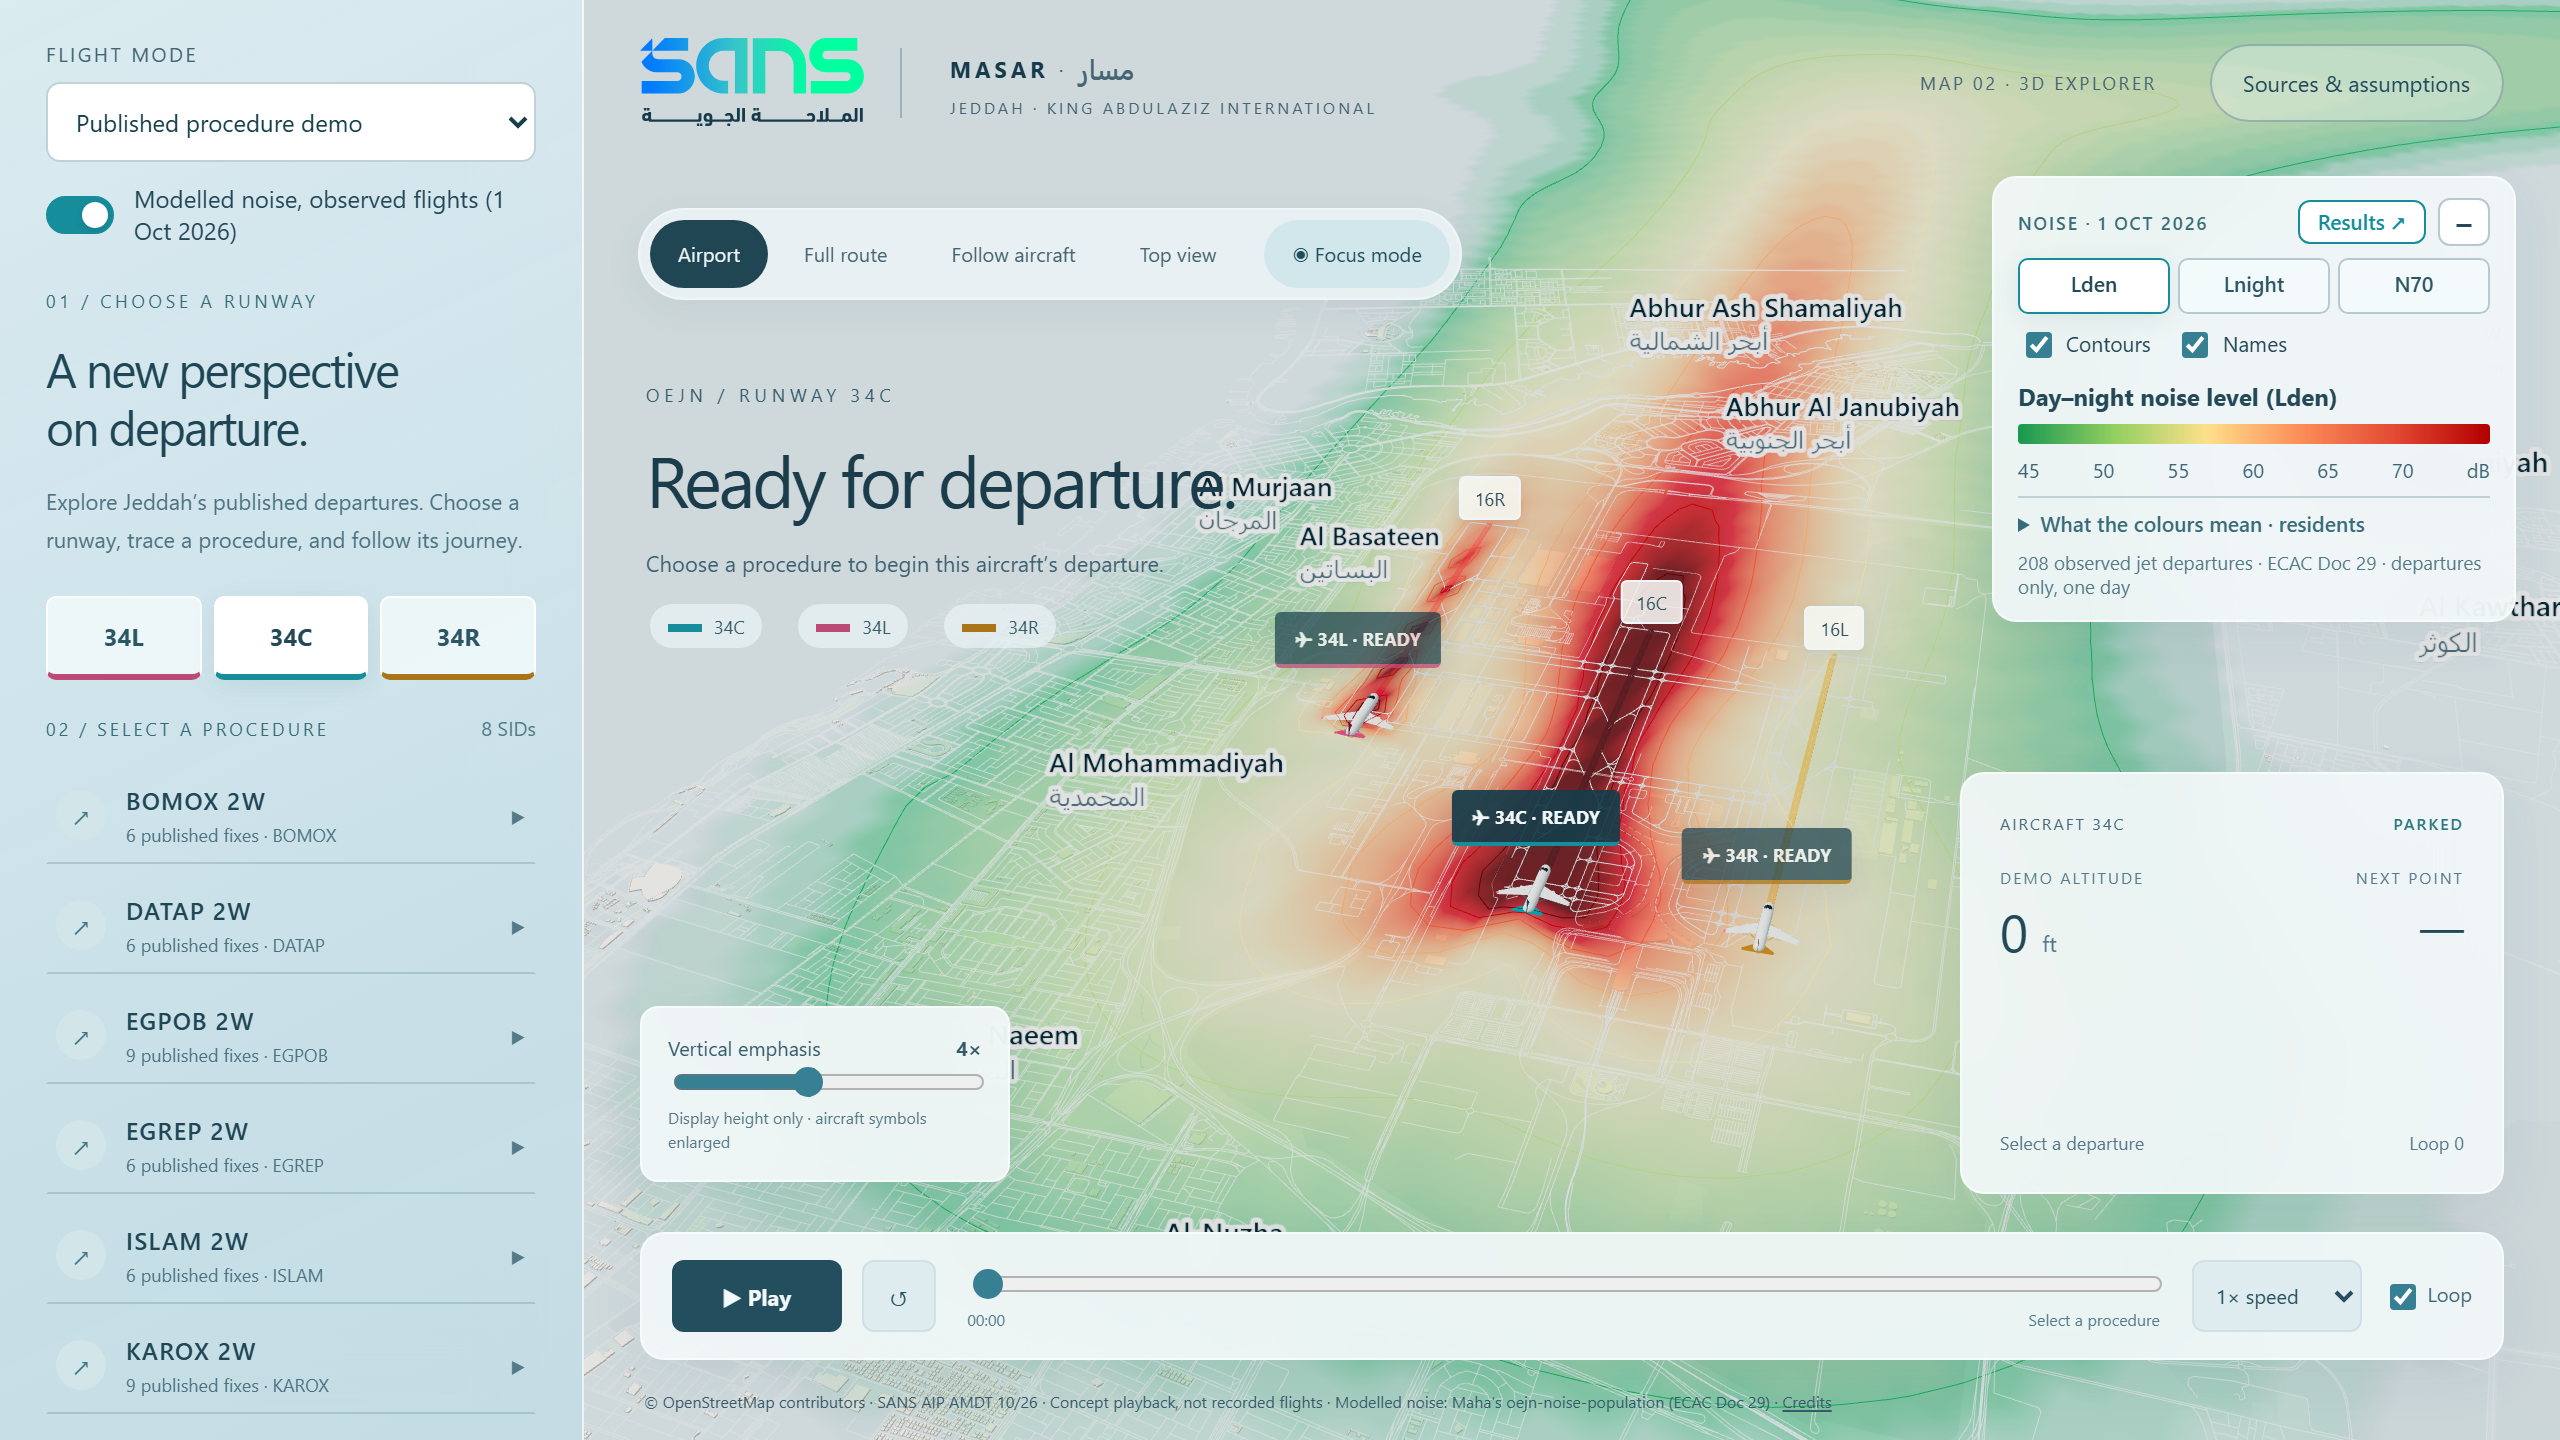 FLIGHT MODE
Published procedure demo
Modelled noise, observed flights (1
Oct 2026)
01 / CHOOSE A RUNWAY
A new perspective
on departure.
Explore Jeddah’s published departures. Choose a
runway, trace a procedure, and follow its journey.
34L
34C
34R
02 / SELECT A PROCEDURE
8 SIDs
BOMOX 2W
6 published fixes · BOMOX
DATAP 2W
6 published fixes · DATAP
EGPOB 2W
9 published fixes · EGPOB
EGREP 2W
6 published fixes · EGREP
ISLAM 2W
6 published fixes · ISLAM
KAROX 2W
9 published fixes · KAROX
sans
الملاحة الجوية
MASAR · مسار
JEDDAH · KING ABDULAZIZ INTERNATIONAL
MAP 02 · 3D EXPLORER
Sources & assumptions
Airport
Full route
Follow aircraft
Top view
◉ Focus mode
OEJN / RUNWAY 34C
Ready for departure.
Choose a procedure to begin this aircraft’s departure.
34C
34L
34R
Abhur Ash Shamaliyah
أبحر الشمالية
Abhur Al Janubiyah
أبحر الجنوبية
Al Murjaan
المرجان
Al Basateen
البساتين
16R
16C
16L
✈ 34L · READY
Al Mohammadiyah
المحمدية
✈ 34C · READY
✈ 34R · READY
Naeem
Al Nuzha
NOISE · 1 OCT 2026
Results ↗
–
Lden
Lnight
N70
Contours
Names
Day–night noise level (Lden)
45 50 55 60 65 70 dB
▶ What the colours mean · residents
208 observed jet departures · ECAC Doc 29 · departures
only, one day
Al Kawthar
الكوثر
AIRCRAFT 34C
PARKED
DEMO ALTITUDE
NEXT POINT
0 ft
—
Select a departure
Loop 0
Vertical emphasis
4×
Display height only · aircraft symbols
enlarged
▶ Play
↺
00:00
Select a procedure
1× speed
Loop
© OpenStreetMap contributors · SANS AIP AMDT 10/26 · Concept playback, not recorded flights · Modelled noise: Maha's oejn-noise-population (ECAC Doc 29) · Credits